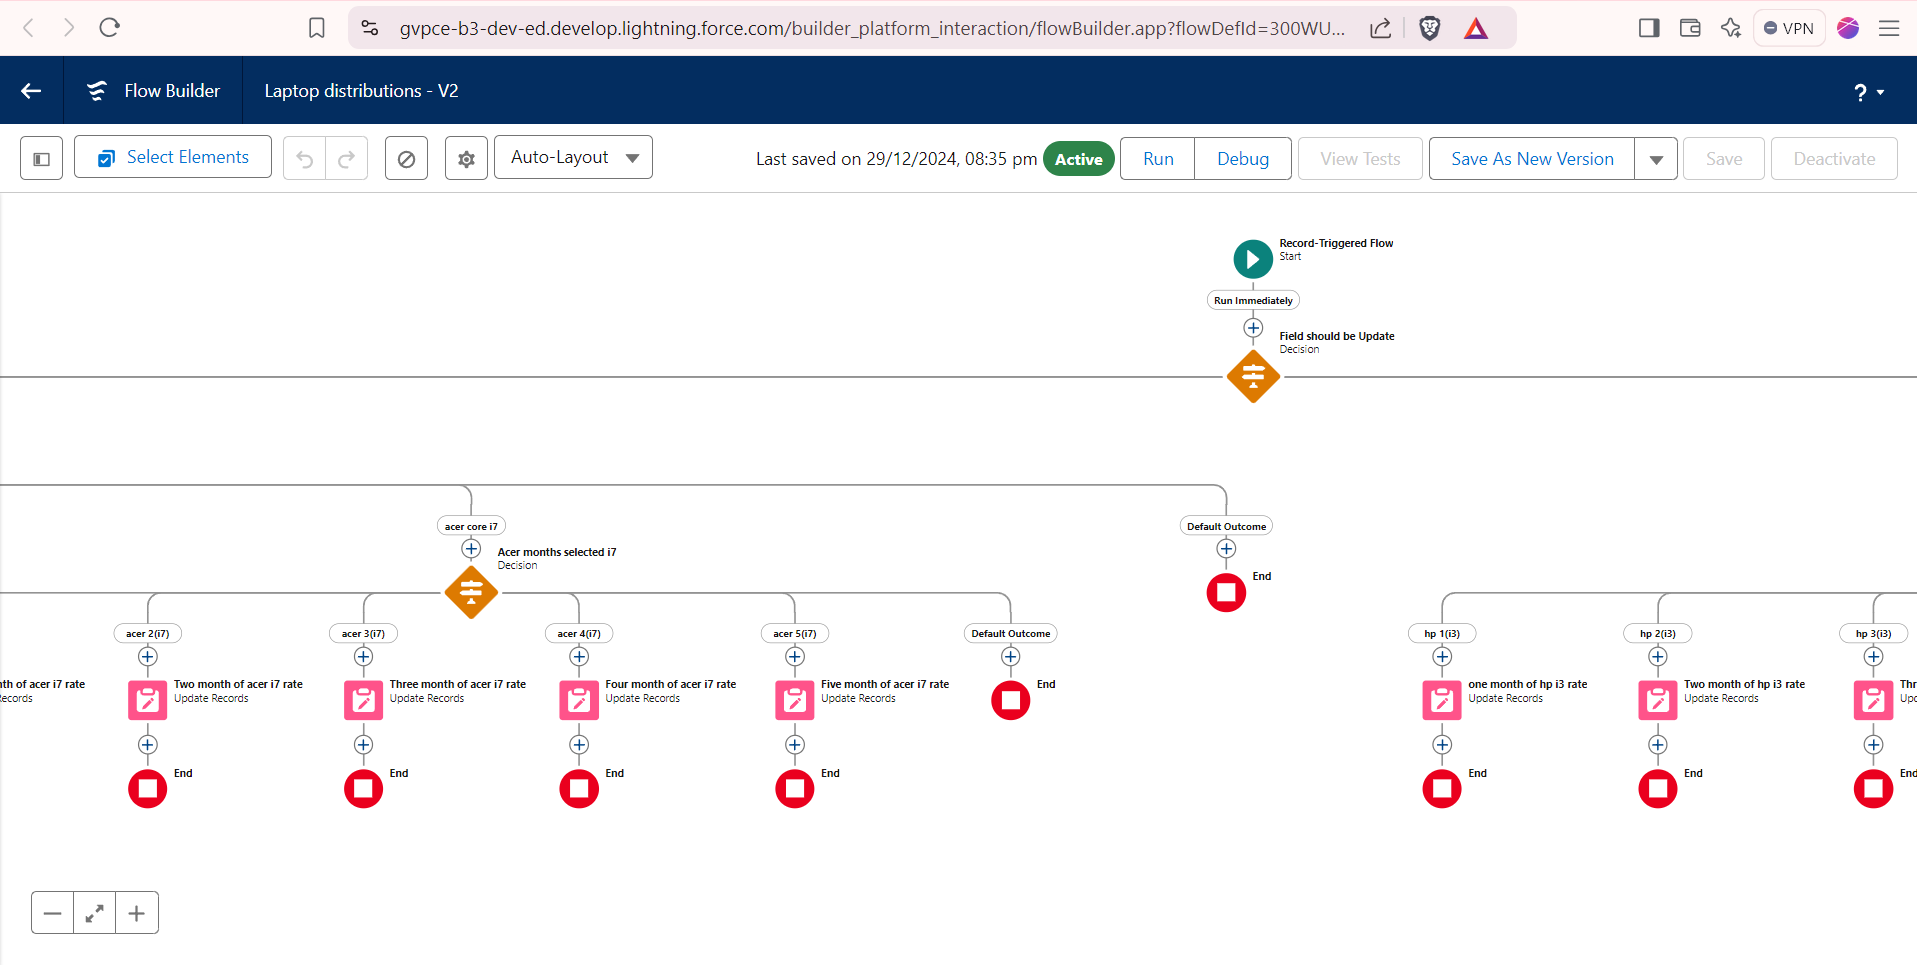 gvpce-b3-dev-ed.develop.lightning.force.com/builder_platform_interaction/flowBuilder.app?flowDefId=300WU...
VPN
Flow Builder
Laptop distributions - V2
?
Select Elements
Auto-Layout
Last saved on 29/12/2024, 08:35 pm
Active
Run
Debug
View Tests
Save As New Version
Save
Deactivate
Record-Triggered Flow
Start
Run Immediately
Field should be Update
Decision
acer core i7
Default Outcome
Acer months selected i7
Decision
End
acer 2(i7)
acer 3(i7)
acer 4(i7)
acer 5(i7)
Default Outcome
hp 1(i3)
hp 2(i3)
hp 3(i3)
of acer i7 rate
Two month of acer i7 rate
Update Records
Three month of acer i7 rate
Update Records
Four month of acer i7 rate
Update Records
Five month of acer i7 rate
Update Records
End
one month of hp i3 rate
Update Records
Two month of hp i3 rate
Update Records
End
End
End
End
End
End
End